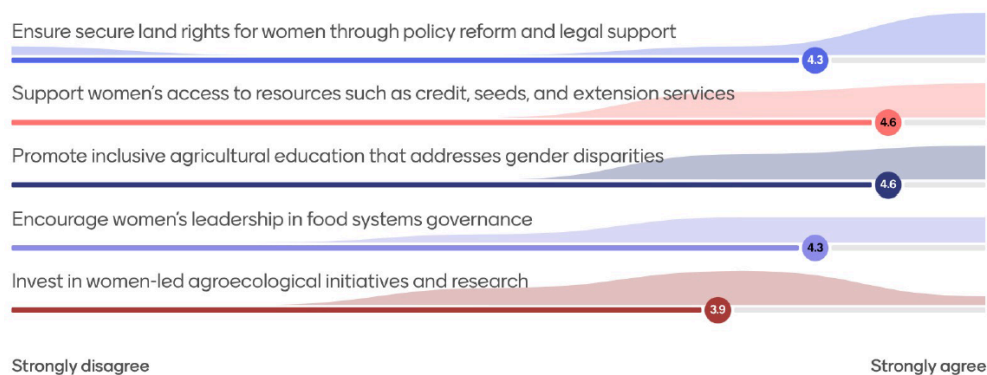 Ensure secure land rights for women through policy reform and legal support
4.3
Support women's access to resources such as credit, seeds, and extension services
4.6
Promote inclusive agricultural education that addresses gender disparities
4.6
Encourage women's leadership in food systems governance
4.3
Invest in women-led agroecological initiatives and research
3.9
Strongly disagree Strongly agree